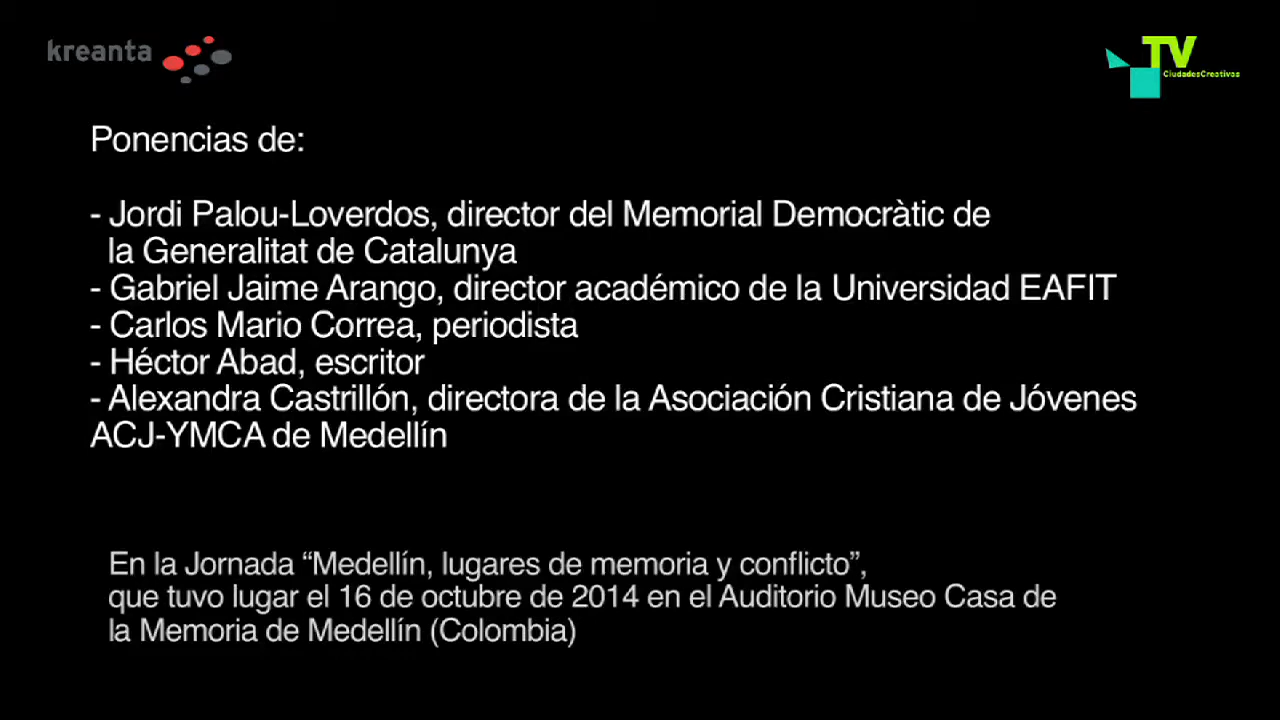 kreanta
TV
CiudadesCreativas
Ponencias de:
- Jordi Palou-Loverdos, director del Memorial Democràtic de
la Generalitat de Catalunya
- Gabriel Jaime Arango, director académico de la Universidad EAFIT
- Carlos Mario Correa, periodista
- Héctor Abad, escritor
- Alexandra Castrillón, directora de la Asociación Cristiana de Jóvenes
ACJ-YMCA de Medellín
En la Jornada “Medellín, lugares de memoria y conflicto”,
que tuvo lugar el 16 de octubre de 2014 en el Auditorio Museo Casa de
la Memoria de Medellín (Colombia)